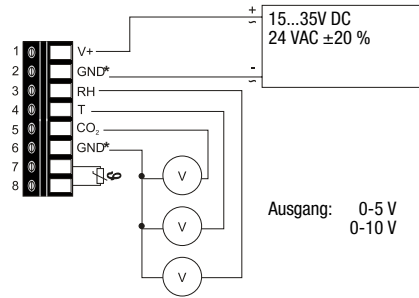 +
~
15...35V DC
24 VAC ±20 %
-
~
1 V+
2 GND*
3 RH
4 T
5 CO₂
6 GND*
7
8
V
V
V
Ausgang: 0-5 V
0-10 V